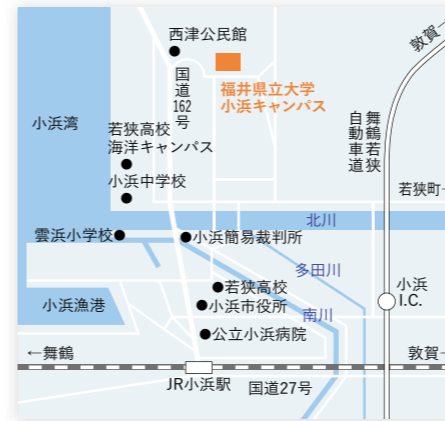 西津公民館
敦賀→
福井県立大学
小浜キャンパス
国道162号
小浜湾
若狭高校
海洋キャンパス
舞鶴若狭
自動車道
小浜中学校
若狭町→
北川
雲浜小学校
小浜簡易裁判所
多田川
若狭高校
小浜
I.C.
小浜漁港
小浜市役所
南川
公立小浜病院
←舞鶴
敦賀→
JR小浜駅
国道27号